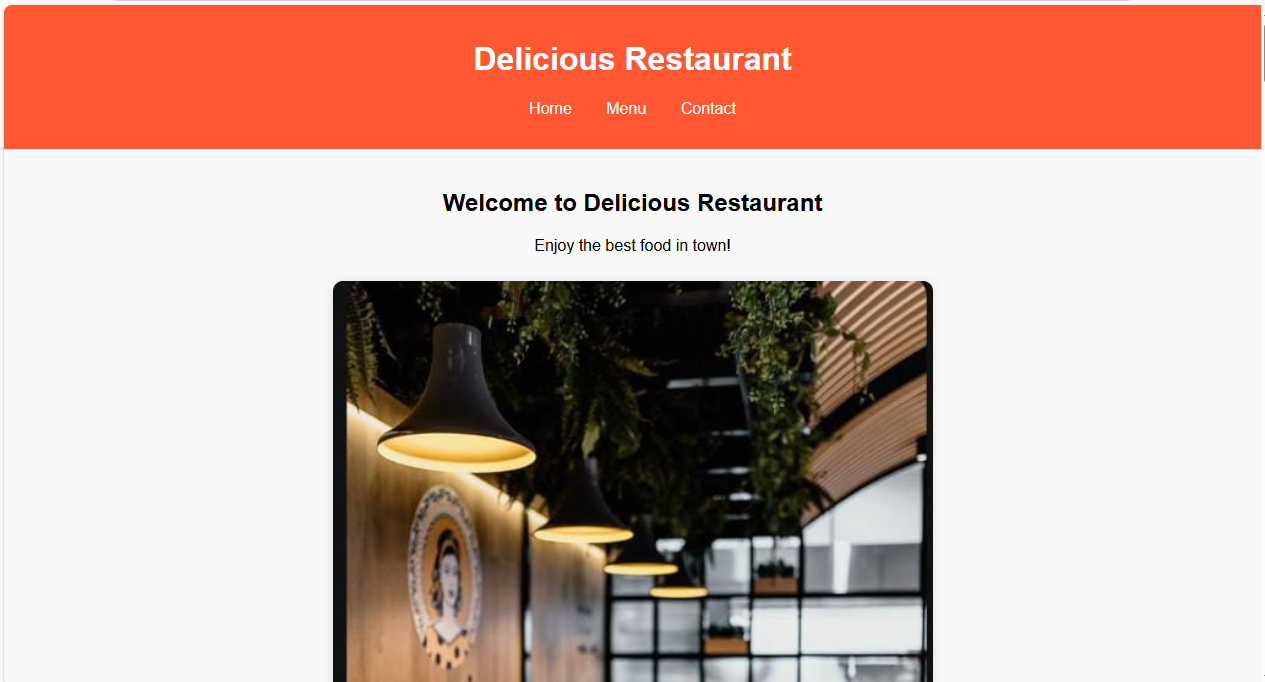 Delicious Restaurant
Home Menu Contact
Welcome to Delicious Restaurant
Enjoy the best food in town!